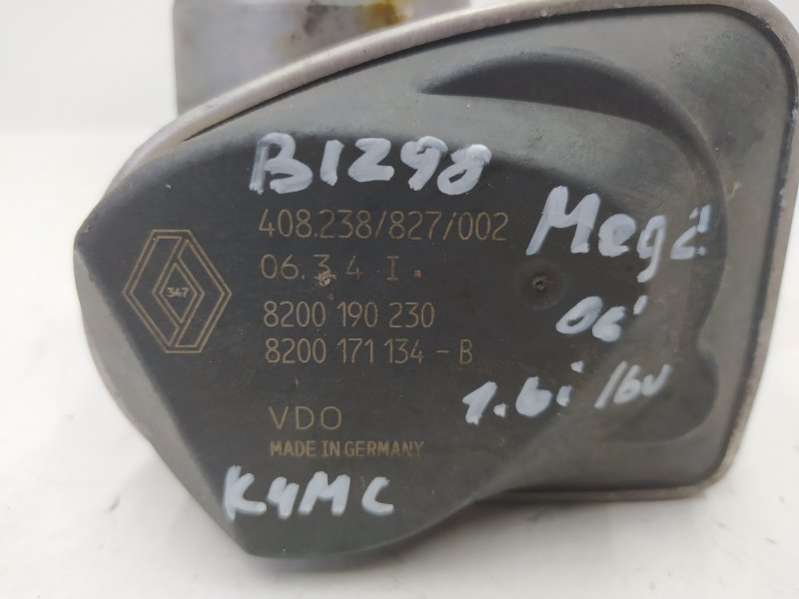 B1298
408.238/827/002
Meg2
06.3 4 I
347
06'
8200 190 230
8200 171 134 - B
1.6i 16V
VDO
MADE IN GERMANY
K4MC